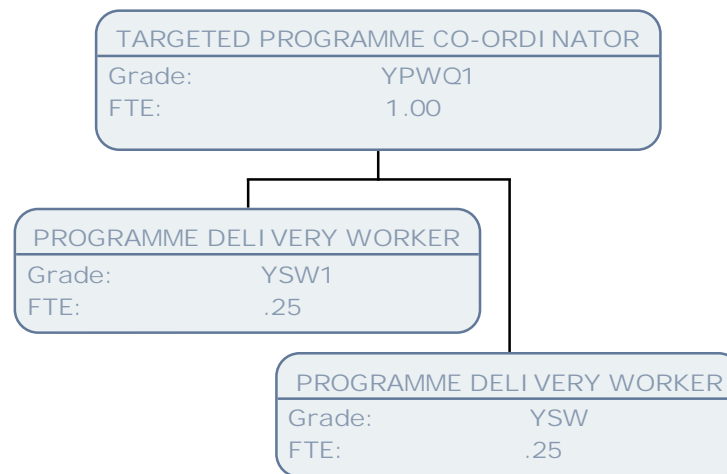 TARGETED PROGRAMME CO-ORDINATOR
Grade: YPWQ1
FTE: 1.00
PROGRAMME DELIVERY WORKER
Grade: YSW1
FTE: .25
PROGRAMME DELIVERY WORKER
Grade: YSW
FTE: .25